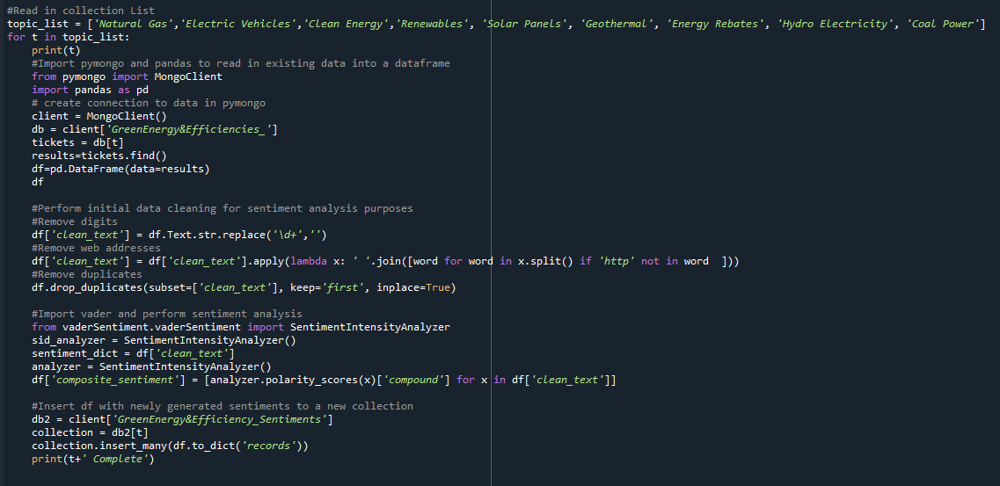 #Read in collection List
topic_list = ['Natural Gas','Electric Vehicles','Clean Energy','Renewables', 'Solar Panels', 'Geothermal', 'Energy Rebates', 'Hydro Electricity', 'Coal Power']
for t in topic_list:
    print(t)
    #Import pymongo and pandas to read in existing data into a dataframe
    from pymongo import MongoClient
    import pandas as pd
    # create connection to data in pymongo
    client = MongoClient()
    db = client['GreenEnergy&Efficiencies_']
    tickets = db[t]
    results=tickets.find()
    df=pd.DataFrame(data=results)
    df
    #Perform initial data cleaning for sentiment analysis purposes
    #Remove digits
    df['clean_text'] = df.Text.str.replace('\d+','')
    #Remove web addresses
    df['clean_text'] = df['clean_text'].apply(lambda x: ' '.join([word for word in x.split() if 'http' not in word  ]))
    #Remove duplicates
    df.drop_duplicates(subset=['clean_text'], keep='first', inplace=True)
    #Import vader and perform sentiment analysis
    from vaderSentiment.vaderSentiment import SentimentIntensityAnalyzer
    sid_analyzer = SentimentIntensityAnalyzer()
    sentiment_dict = df['clean_text']
    analyzer = SentimentIntensityAnalyzer()
    df['composite_sentiment'] = [analyzer.polarity_scores(x)['compound'] for x in df['clean_text']]
    #Insert df with newly generated sentiments to a new collection
    db2 = client['GreenEnergy&Efficiency_Sentiments']
    collection = db2[t]
    collection.insert_many(df.to_dict('records'))
    print(t+' Complete')